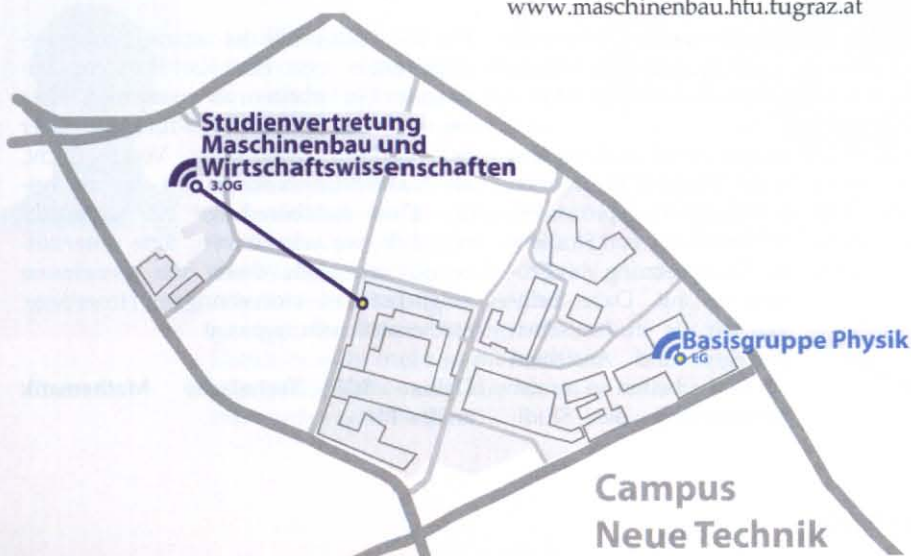 www.maschinenbau.htu.tugraz.at
Studienvertretung
Maschinenbau und
Wirtschaftswissenschaften
3.OG
Basisgruppe Physik
EG
Campus
Neue Technik